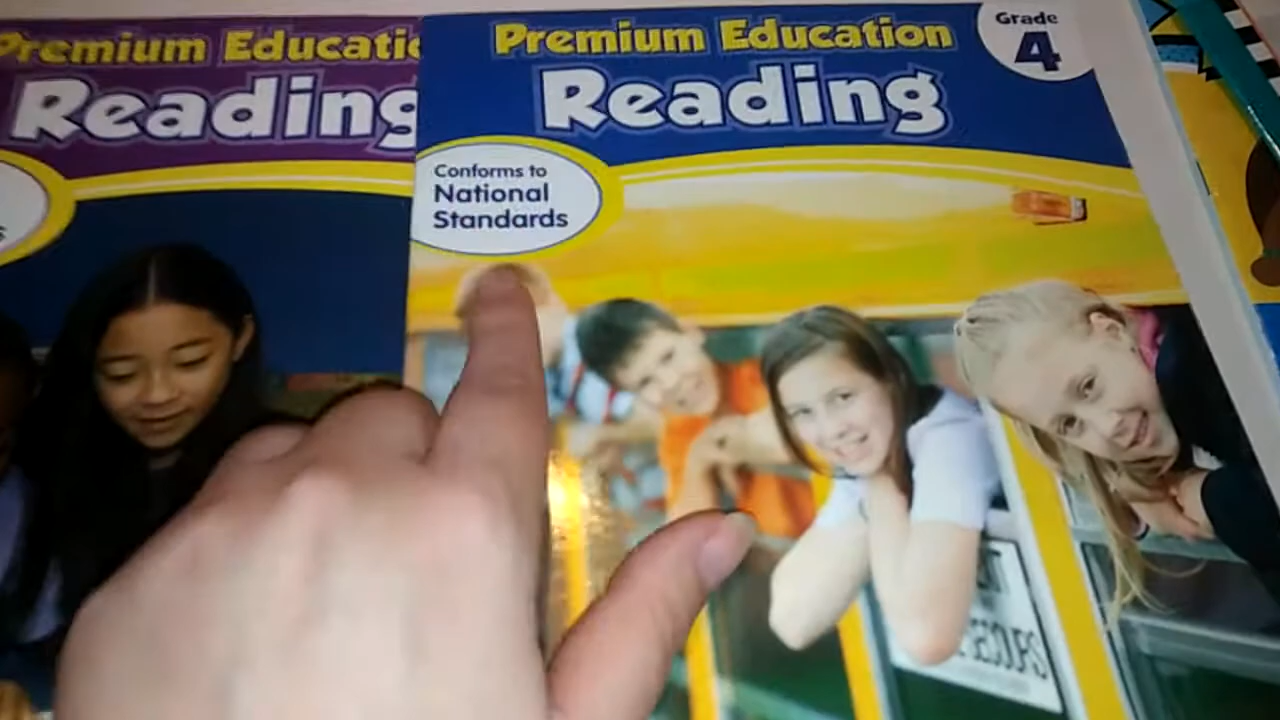 Premium Educatio
Reading
s
Premium Education
Reading
Grade
4
Conforms to
National
Standards